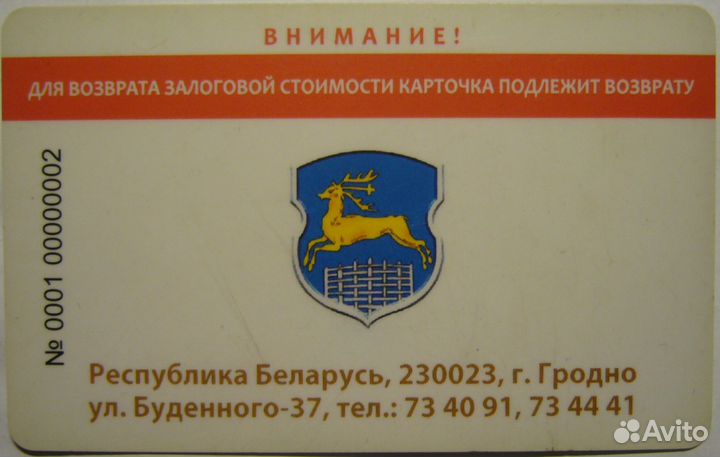 ВНИМАНИЕ!
ДЛЯ ВОЗВРАТА ЗАЛОГОВОЙ СТОИМОСТИ КАРТОЧКА ПОДЛЕЖИТ ВОЗВРАТУ
№ 0001 00000002
Республика Беларусь, 230023, г. Гродно
ул. Буденного-37, тел.: 73 40 91, 73 44 41
Avito